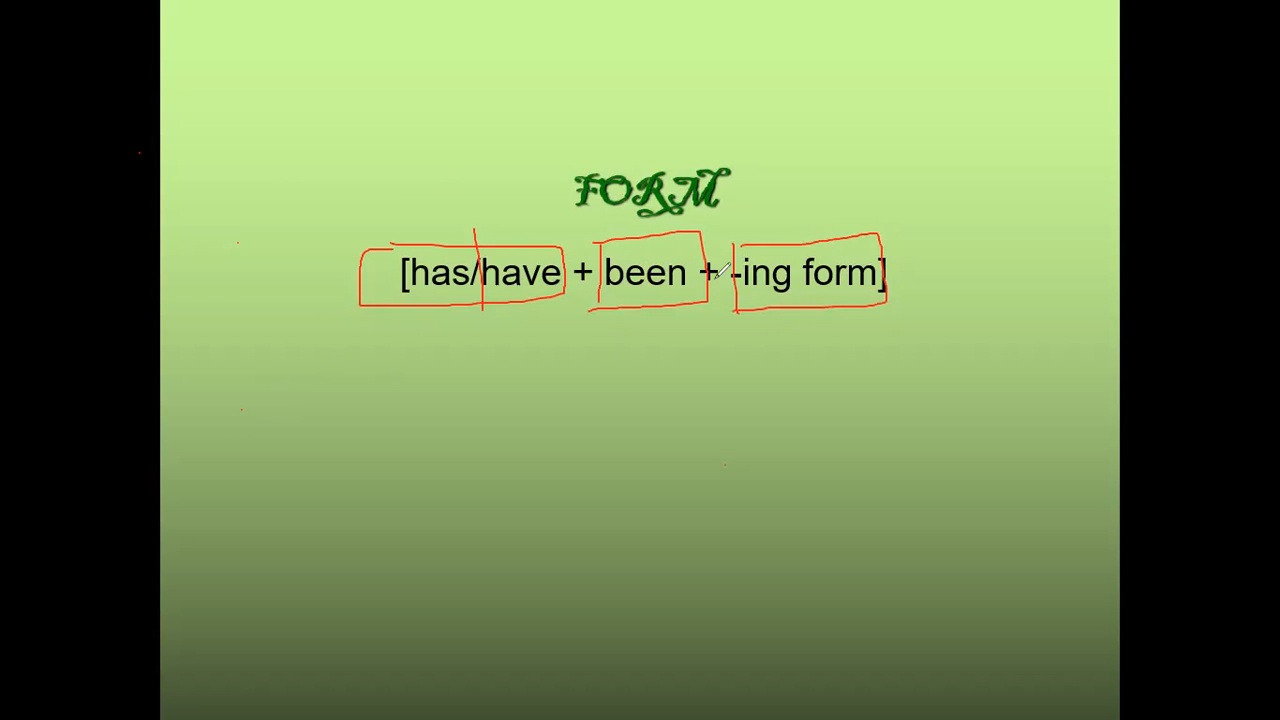 FORM
[has/have + been + -ing form]